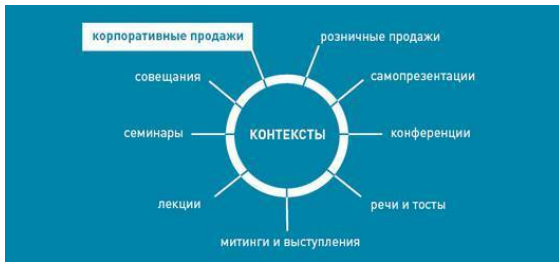 корпоративные продажи
розничные продажи
совещания
самопрезентации
семинары
КОНТЕКСТЫ
конференции
лекции
речи и тосты
митинги и выступления